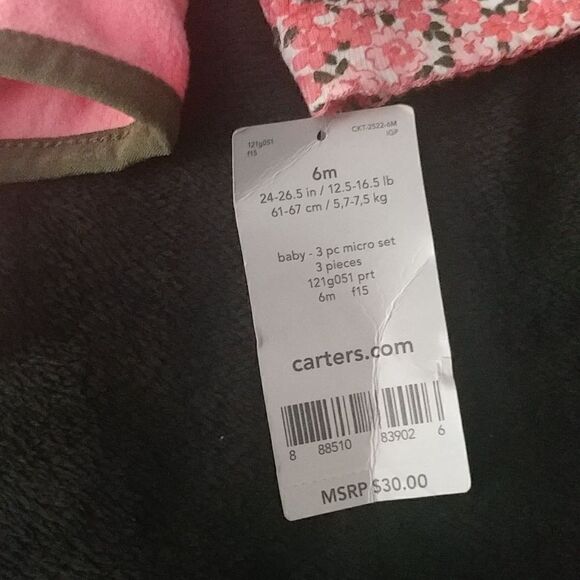 121g051
f15
CKT-2522-6M
IGP
6m
24-26.5 in / 12.5-16.5 lb
61-67 cm / 5,7-7,5 kg
baby - 3 pc micro set
3 pieces
121g051 prt
6m f15
carters.com
8 88510 83902 6
MSRP $30.00